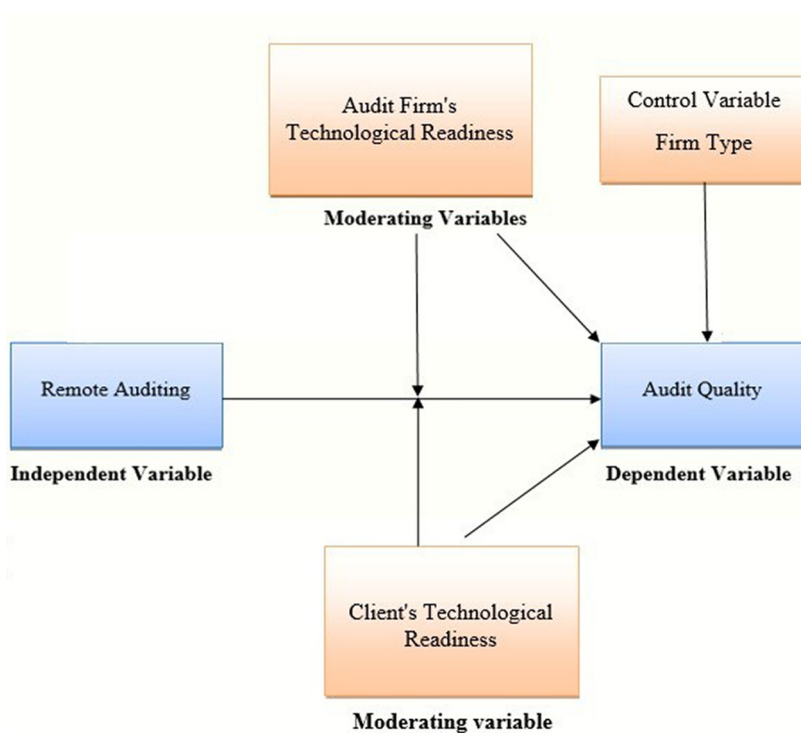 Audit Firm's
Technological Readiness
Moderating Variables
Control Variable
Firm Type
Remote Auditing
Independent Variable
Audit Quality
Dependent Variable
Client's Technological
Readiness
Moderating variable